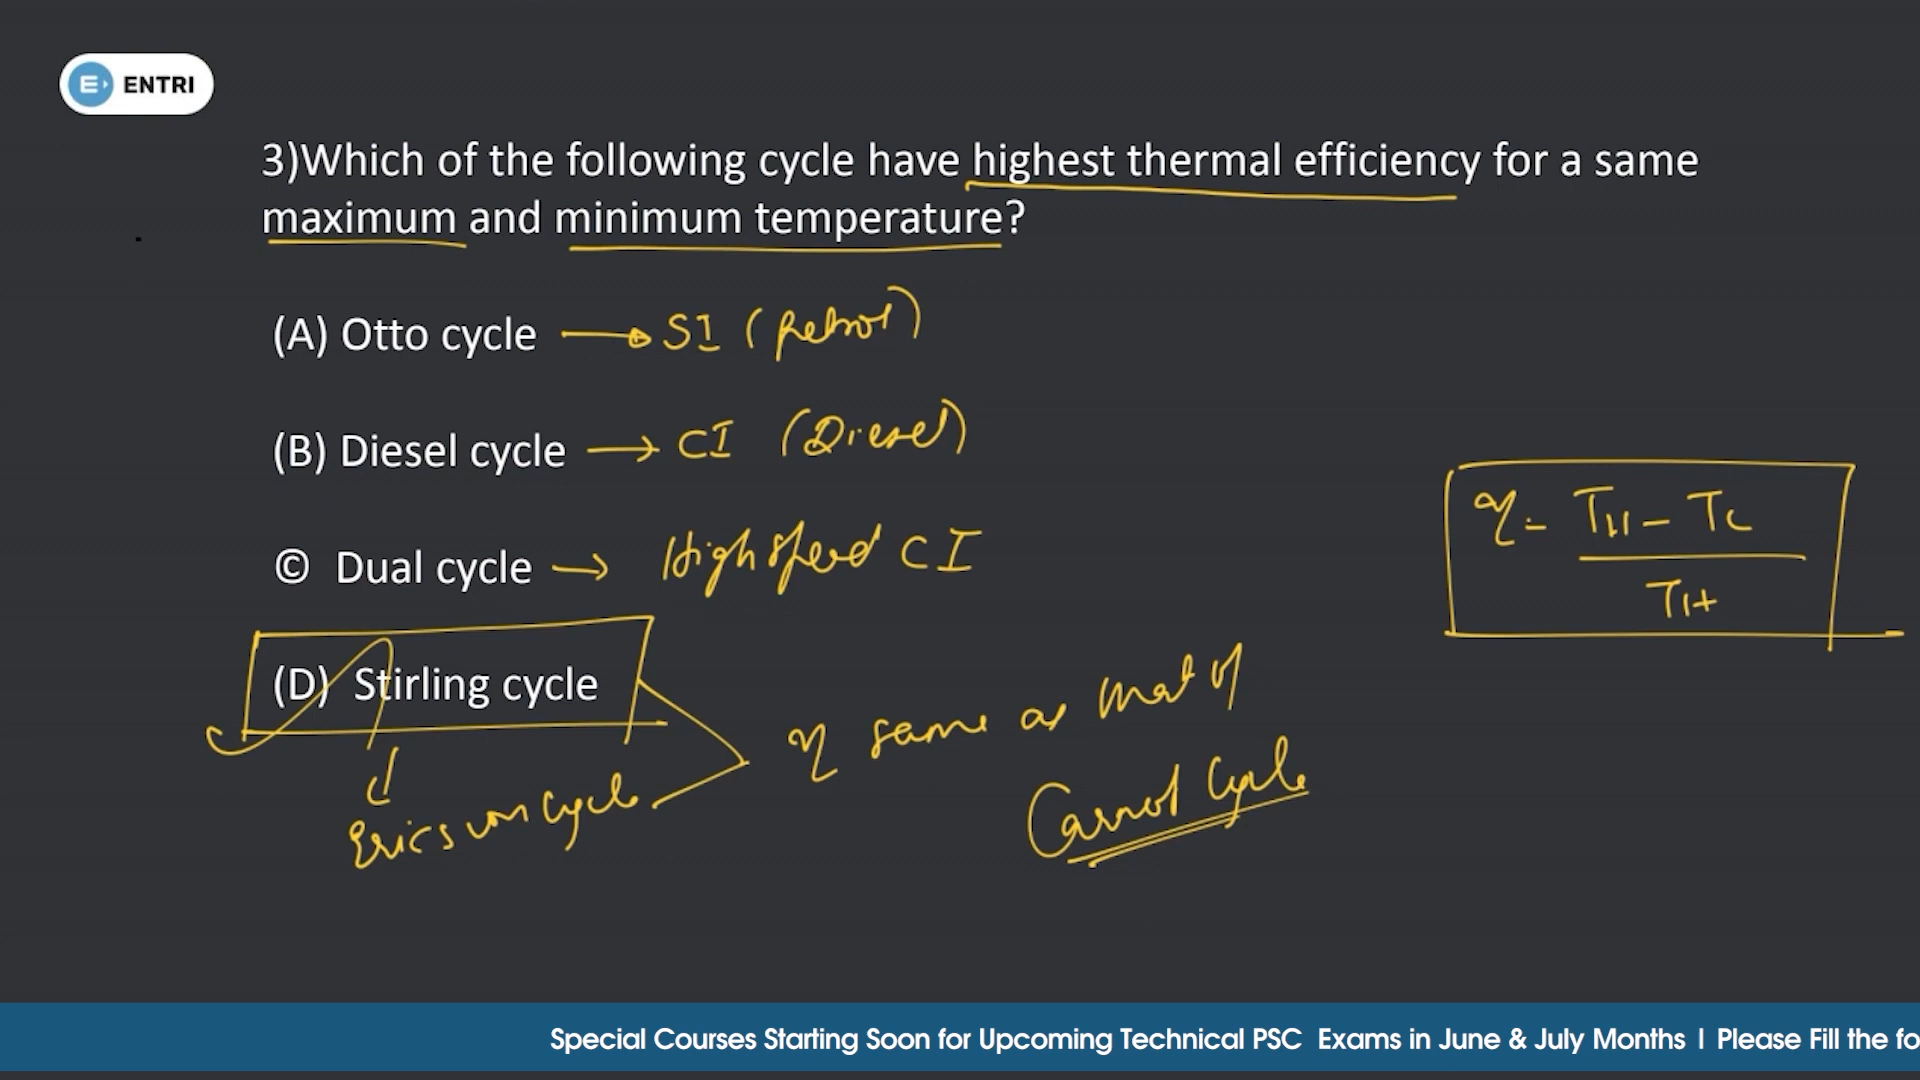 ENTRI
3)Which of the following cycle have highest thermal efficiency for a same
maximum and minimum temperature?
(A) Otto cycle → SI (Petrol)
(B) Diesel cycle → CI (Diesel)
© Dual cycle → High speed CI
η = TH - TC
TH
(D) Stirling cycle
η same as that of
Carnot Cycle
Ericsson Cycle
Special Courses Starting Soon for Upcoming Technical PSC Exams in June & July Months | Please Fill the fo